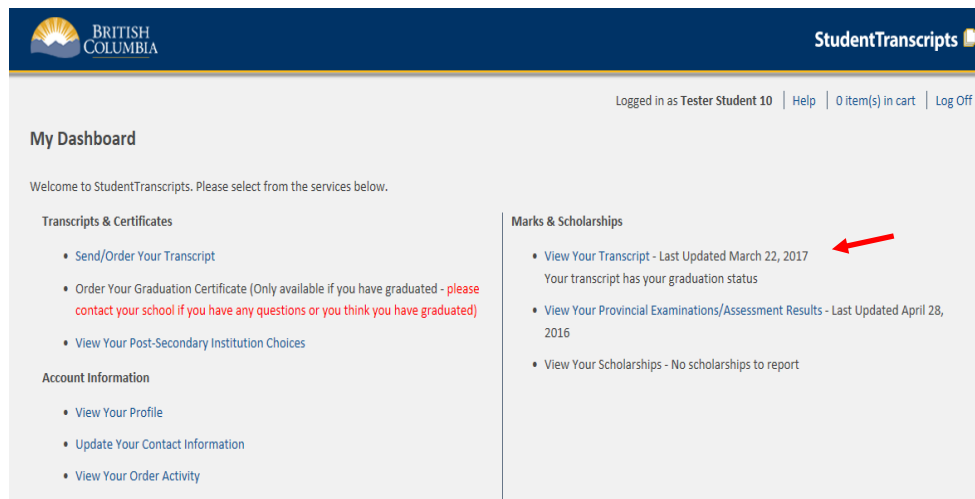 BRITISH
COLUMBIA
StudentTranscripts
Logged in as Tester Student 10 | Help | 0 item(s) in cart | Log Off
My Dashboard
Welcome to StudentTranscripts. Please select from the services below.
Transcripts & Certificates
• Send/Order Your Transcript
• Order Your Graduation Certificate (Only available if you have graduated - please
contact your school if you have any questions or you think you have graduated)
• View Your Post-Secondary Institution Choices
Account Information
• View Your Profile
• Update Your Contact Information
• View Your Order Activity
Marks & Scholarships
• View Your Transcript - Last Updated March 22, 2017
Your transcript has your graduation status
• View Your Provincial Examinations/Assessment Results - Last Updated April 28,
2016
• View Your Scholarships - No scholarships to report